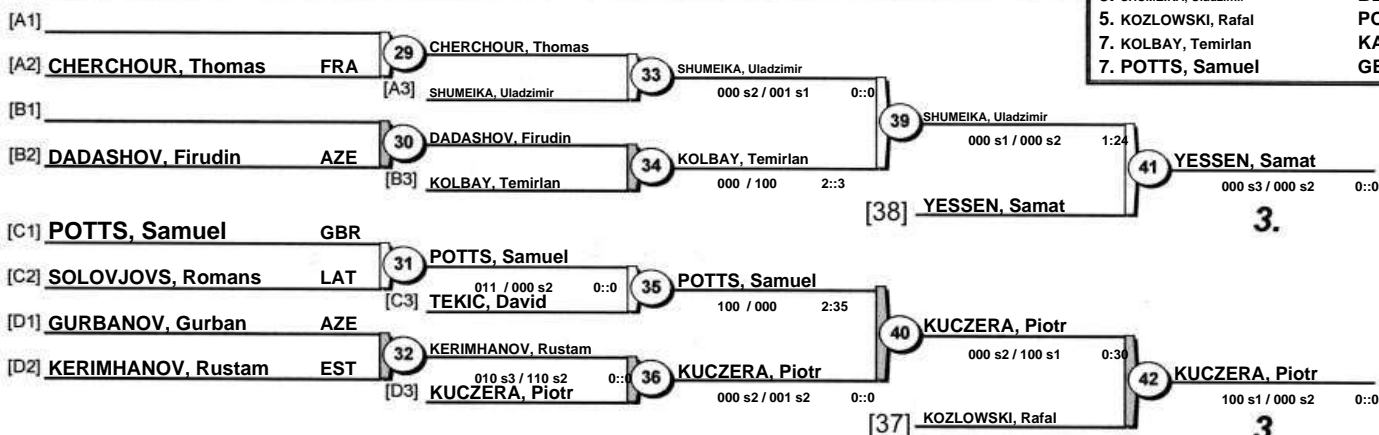 5. KOZLOWSKI, Rafal PO
7. KOLBAY, Temirlan KA
7. POTTS, Samuel
[A1]
[A2] CHERCHOUR, Thomas FRA
29 CHERCHOUR, Thomas
[A3] SHUMEIKA, Uladzimir
33 SHUMEIKA, Uladzimir
000 s2 / 001 s1 0::0
[B1]
[B2] DADASHOV, Firudin AZE
30 DADASHOV, Firudin
[B3] KOLBAY, Temirlan
34 KOLBAY, Temirlan
000 / 100 2::3
39 SHUMEIKA, Uladzimir
000 s1 / 000 s2 1:24
[38] YESSEN, Samat
41 YESSEN, Samat
000 s3 / 000 s2 0::0
3.
[C1] POTTS, Samuel GBR
[C2] SOLOVJOVS, Romans LAT
31 POTTS, Samuel
011 / 000 s2 0::0
[C3] TEKIC, David
35 POTTS, Samuel
100 / 000 2:35
[D1] GURBANOV, Gurban AZE
[D2] KERIMHANOV, Rustam EST
32 KERIMHANOV, Rustam
010 s3 / 110 s2 0::0
[D3] KUCZERA, Piotr
36 KUCZERA, Piotr
000 s2 / 001 s2 0::0
40 KUCZERA, Piotr
000 s2 / 100 s1 0:30
[37] KOZLOWSKI, Rafal
42 KUCZERA, Piotr
100 s1 / 000 s2 0::0
3